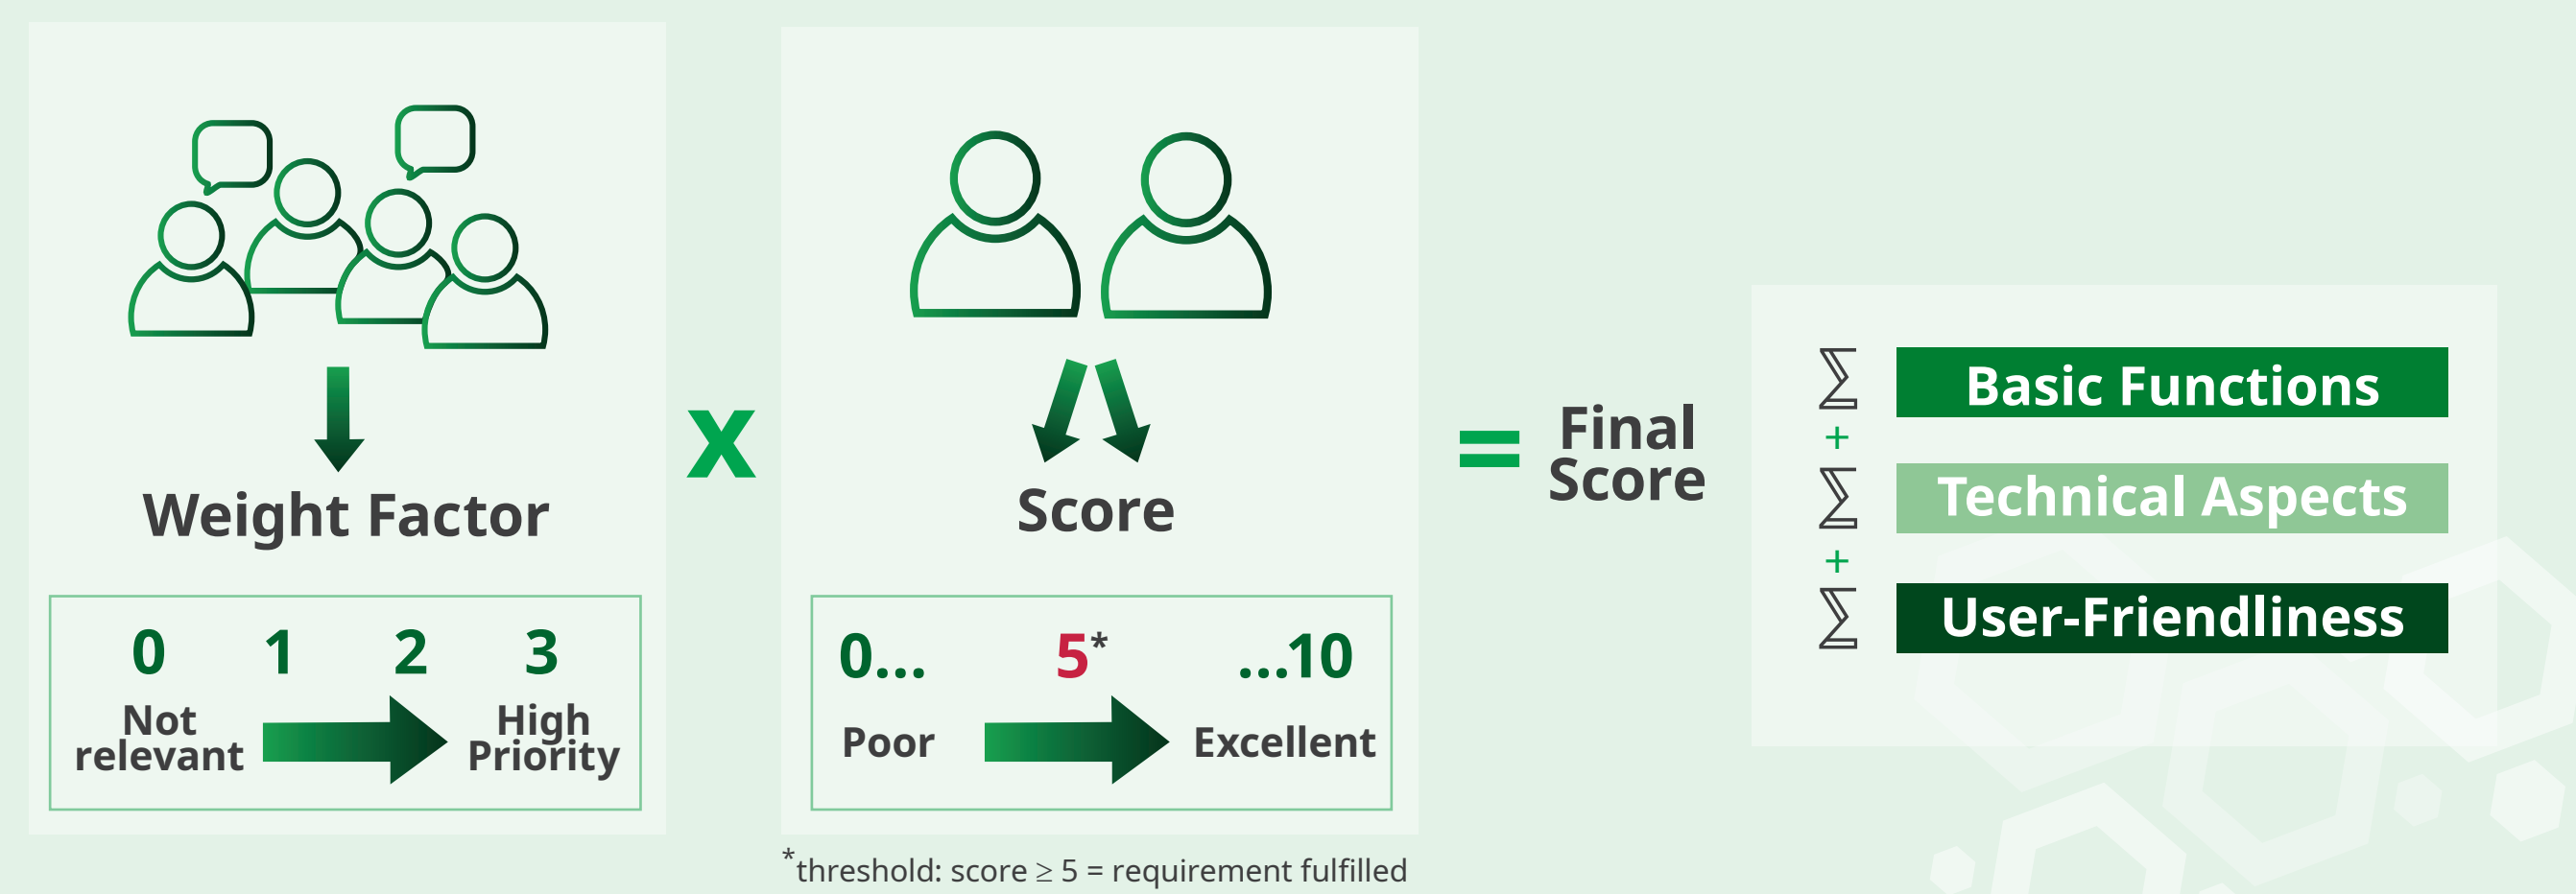 Weight Factor
0 1 2 3
Not
relevant
High
Priority
x
Score
0... 5* ...10
Poor
Excellent
*threshold: score ≥ 5 = requirement fulfilled
=
Final
Score
∑ Basic Functions
+
∑ Technical Aspects
+
∑ User-Friendliness